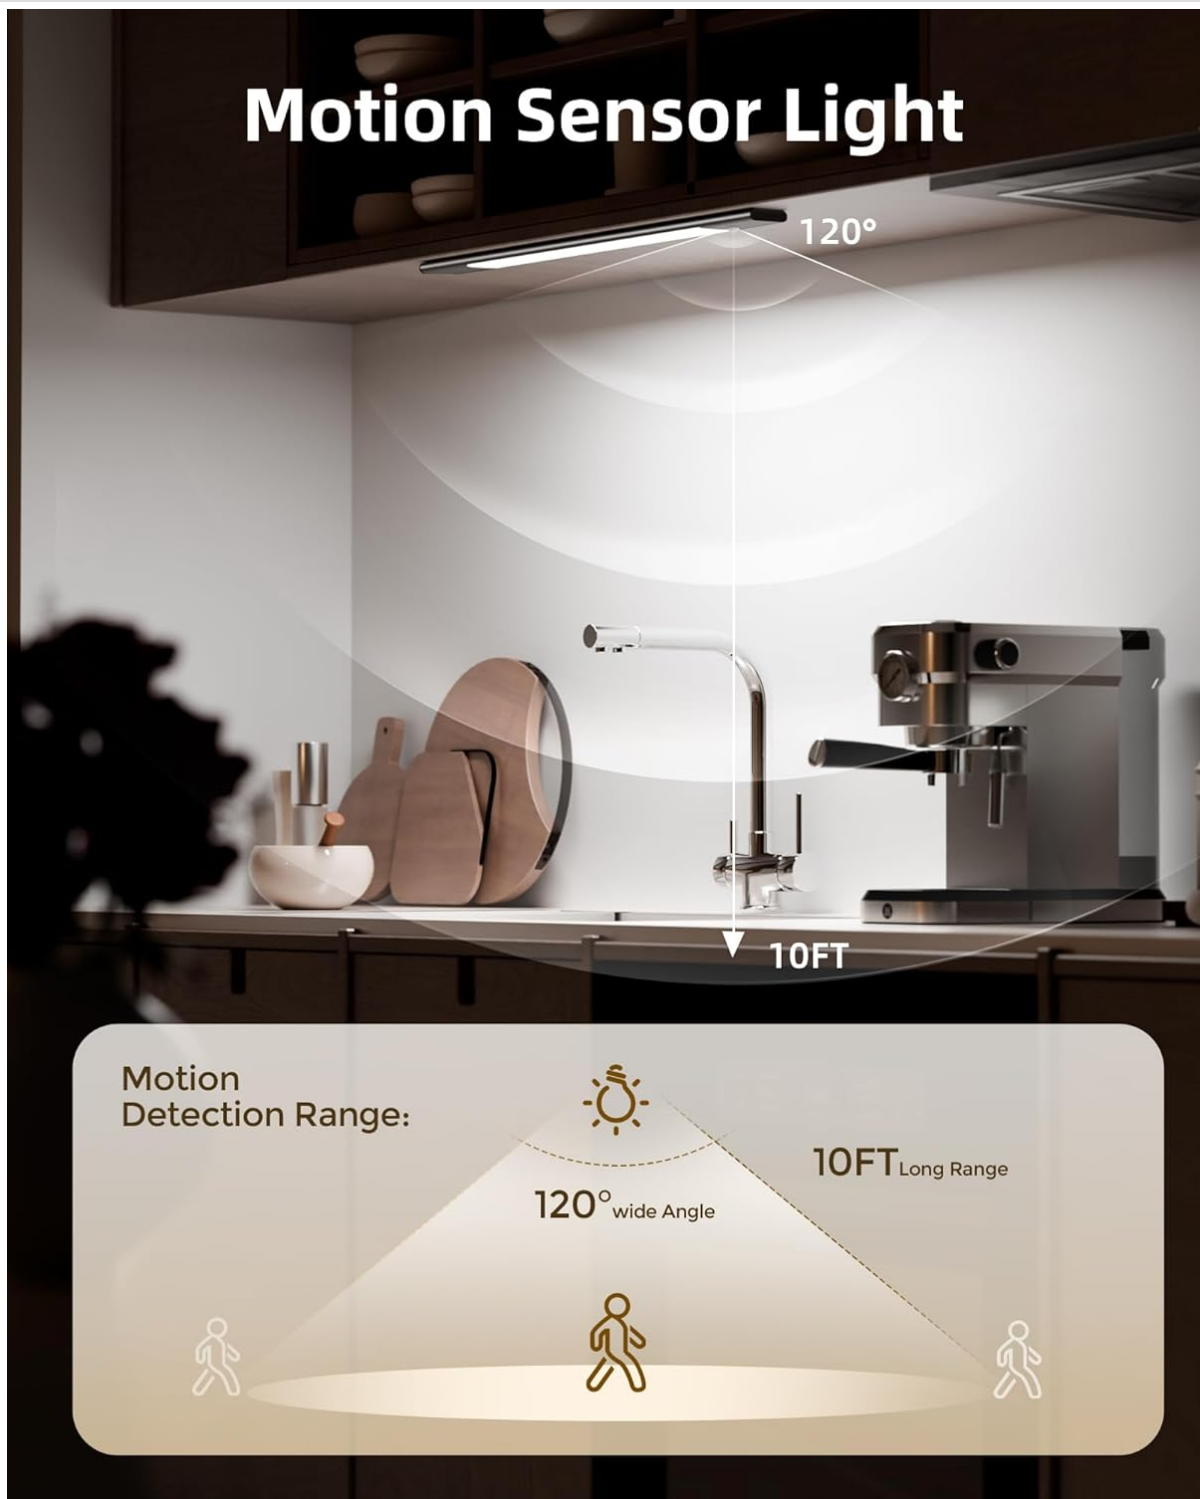 Motion Sensor Light
120°
10FT
Motion
Detection Range:
10FT Long Range
120° wide Angle